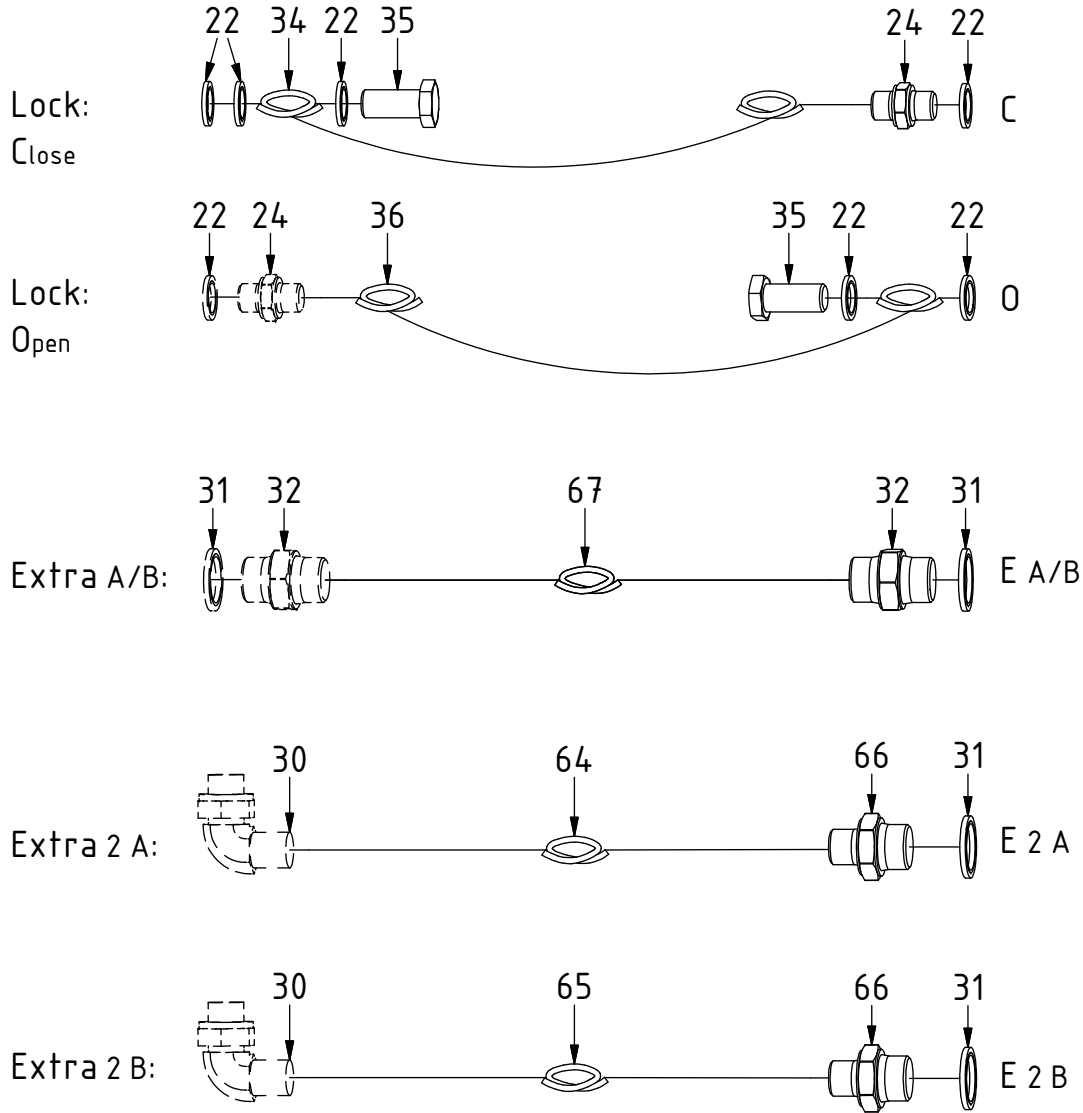 22 34 22 35 24 22
Lock:
Close
C
22 24 36 35 22 22
Lock:
Open
O
31 32 67 32 31
Extra A/B:
E A/B
30 64 66 31
Extra 2 A:
E 2 A
30 65 66 31
Extra 2 B:
E 2 B